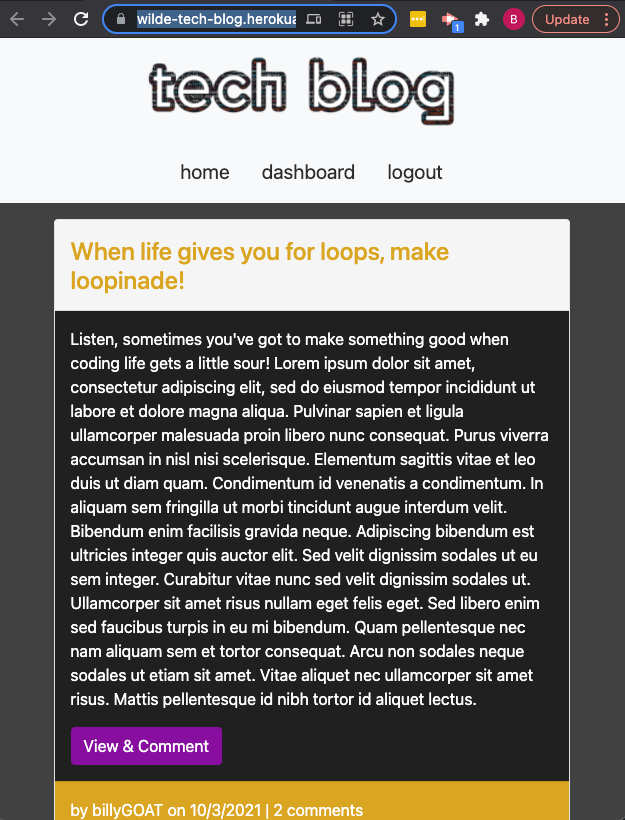 wilde-tech-blog.heroku
B
Update
1
tech blog
home dashboard logout
When life gives you for loops, make
loopinade!
Listen, sometimes you've got to make something good when
coding life gets a little sour! Lorem ipsum dolor sit amet,
consectetur adipiscing elit, sed do eiusmod tempor incididunt ut
labore et dolore magna aliqua. Pulvinar sapien et ligula
ullamcorper malesuada proin libero nunc consequat. Purus viverra
accumsan in nisl nisi scelerisque. Elementum sagittis vitae et leo
duis ut diam quam. Condimentum id venenatis a condimentum. In
aliquam sem fringilla ut morbi tincidunt augue interdum velit.
Bibendum enim facilisis gravida neque. Adipiscing bibendum est
ultricies integer quis auctor elit. Sed velit dignissim sodales ut eu
sem integer. Curabitur vitae nunc sed velit dignissim sodales ut.
Ullamcorper sit amet risus nullam eget felis eget. Sed libero enim
sed faucibus turpis in eu mi bibendum. Quam pellentesque nec
nam aliquam sem et tortor consequat. Arcu non sodales neque
sodales ut etiam sit amet. Vitae aliquet nec ullamcorper sit amet
risus. Mattis pellentesque id nibh tortor id aliquet lectus.
View & Comment
by billyGOAT on 10/3/2021 | 2 comments